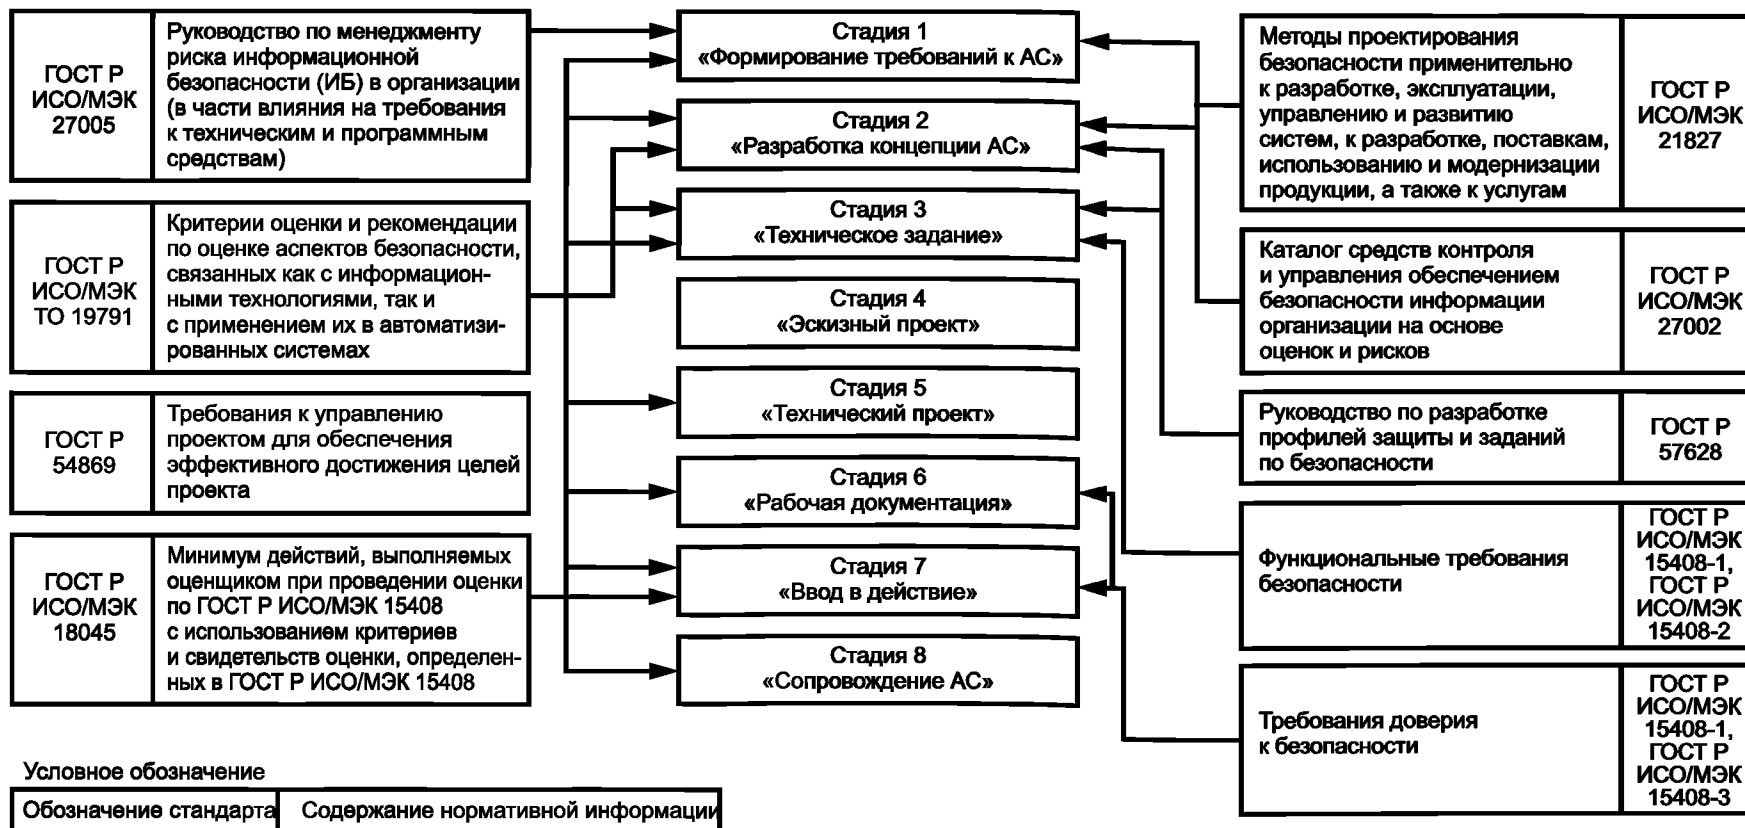 ГОСТ Р
ИСО/МЭК
27005
Руководство по менеджменту
риска информационной
безопасности (ИБ) в организации
(в части влияния на требования
к техническим и программным
средствам)
ГОСТ Р
ИСО/МЭК
ТО 19791
Критерии оценки и рекомендации
по оценке аспектов безопасности,
связанных как с информацион-
ными технологиями, так и
с применением их в автоматизи-
рованных системах
ГОСТ Р
54869
Требования к управлению
проектом для обеспечения
эффективного достижения целей
проекта
ГОСТ Р
ИСО/МЭК
18045
Минимум действий, выполняемых
оценщиком при проведении оценки
по ГОСТ Р ИСО/МЭК 15408
с использованием критериев
и свидетельств оценки, определен-
ных в ГОСТ Р ИСО/МЭК 15408
Стадия 1
«Формирование требований к АС»
Стадия 2
«Разработка концепции АС»
Стадия 3
«Техническое задание»
Стадия 4
«Эскизный проект»
Стадия 5
«Технический проект»
Стадия 6
«Рабочая документация»
Стадия 7
«Ввод в действие»
Стадия 8
«Сопровождение АС»
Методы проектирования
безопасности применительно
к разработке, эксплуатации,
управлению и развитию
систем, к разработке, поставкам,
использованию и модернизации
продукции, а также к услугам
ГОСТ Р
ИСО/МЭК
21827
Каталог средств контроля
и управления обеспечением
безопасности информации
организации на основе
оценок и рисков
ГОСТ Р
ИСО/МЭК
27002
Руководство по разработке
профилей защиты и заданий
по безопасности
ГОСТ Р
57628
Функциональные требования
безопасности
ГОСТ Р
ИСО/МЭК
15408-1,
ГОСТ Р
ИСО/МЭК
15408-2
Требования доверия
к безопасности
ГОСТ Р
ИСО/МЭК
15408-1,
ГОСТ Р
ИСО/МЭК
15408-3
Условное обозначение
Обозначение стандарта
Содержание нормативной информации